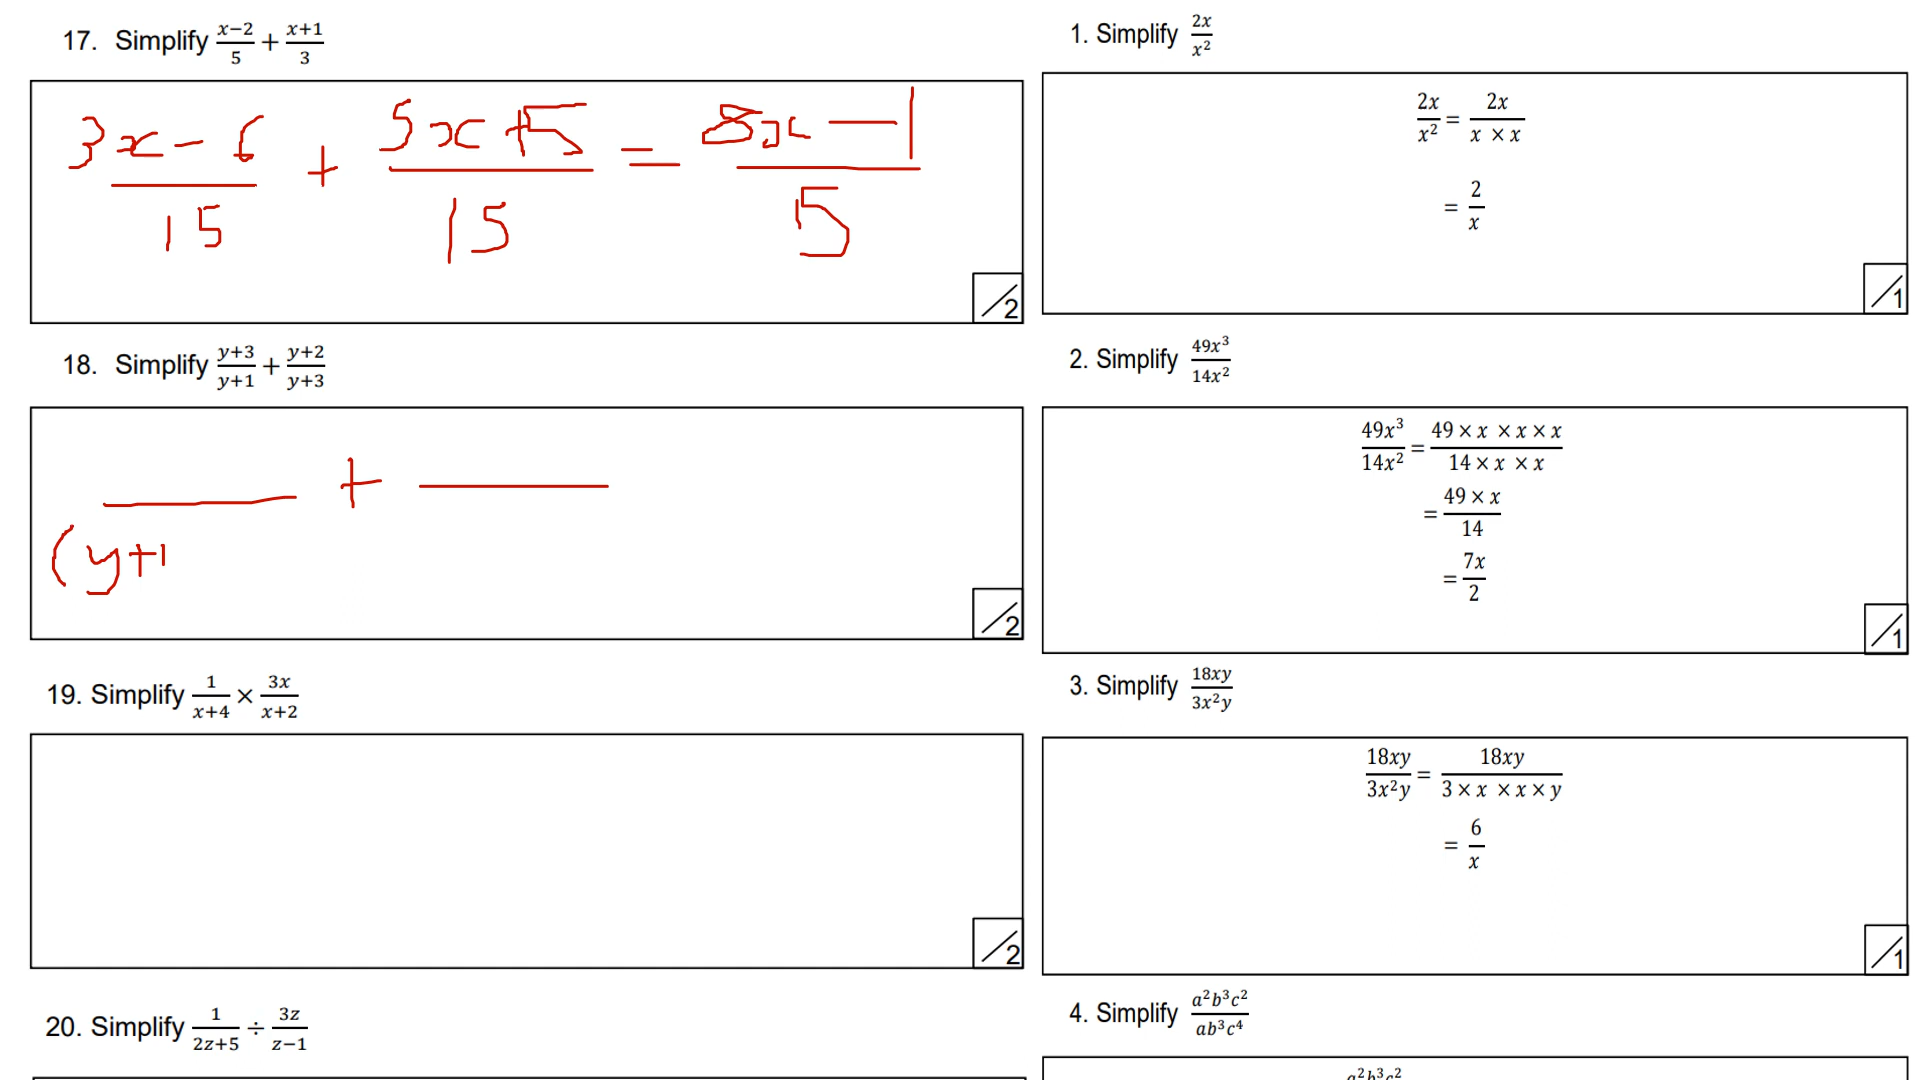 17. Simplify (x−2)/5 + (x+1)/3
(3x − 6)/15 + (5x + 5)/15 = (8x − 1)/5
/2
18. Simplify (y+3)/(y+1) + (y+2)/(y+3)
+
(y+1
/2
19. Simplify 1/(x+4) × 3x/(x+2)
/2
20. Simplify 1/(2z+5) ÷ 3z/(z−1)
1. Simplify 2x/x²
2x/x² = 2x/(x × x)
= 2/x
/1
2. Simplify 49x³/14x²
49x³/14x² = (49 × x × x × x)/(14 × x × x)
= (49 × x)/14
= 7x/2
/1
3. Simplify 18xy/3x²y
18xy/3x²y = 18xy/(3 × x × x × y)
= 6/x
/1
4. Simplify a²b³c²/ab³c⁴
a²b³c²